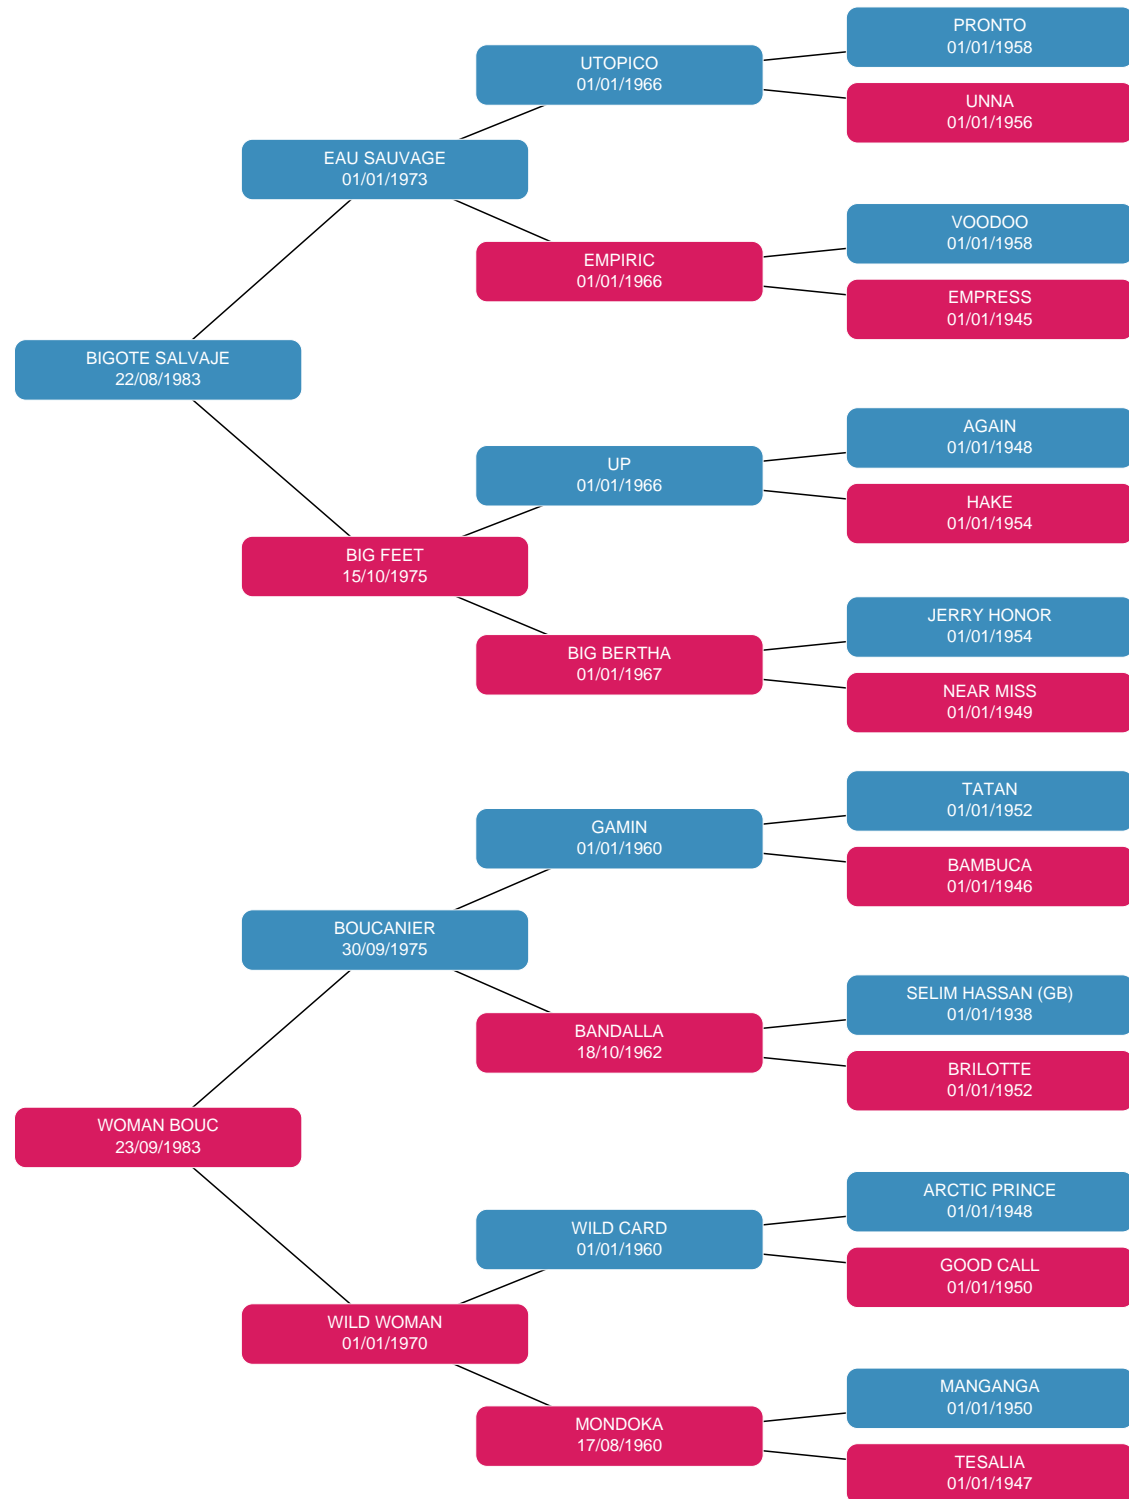 PRONTO
01/01/1958
UTOPICO
01/01/1966
UNNA
01/01/1956
EAU SAUVAGE
01/01/1973
VOODOO
01/01/1958
EMPIRIC
01/01/1966
EMPRESS
01/01/1945
BIGOTE SALVAJE
22/08/1983
AGAIN
01/01/1948
UP
01/01/1966
HAKE
01/01/1954
BIG FEET
15/10/1975
JERRY HONOR
01/01/1954
BIG BERTHA
01/01/1967
NEAR MISS
01/01/1949
TATAN
01/01/1952
GAMIN
01/01/1960
BAMBUCA
01/01/1946
BOUCANIER
30/09/1975
SELIM HASSAN (GB)
01/01/1938
BANDALLA
18/10/1962
BRILOTTE
01/01/1952
WOMAN BOUC
23/09/1983
ARCTIC PRINCE
01/01/1948
WILD CARD
01/01/1960
GOOD CALL
01/01/1950
WILD WOMAN
01/01/1970
MANGANGA
01/01/1950
MONDOKA
17/08/1960
TESALIA
01/01/1947